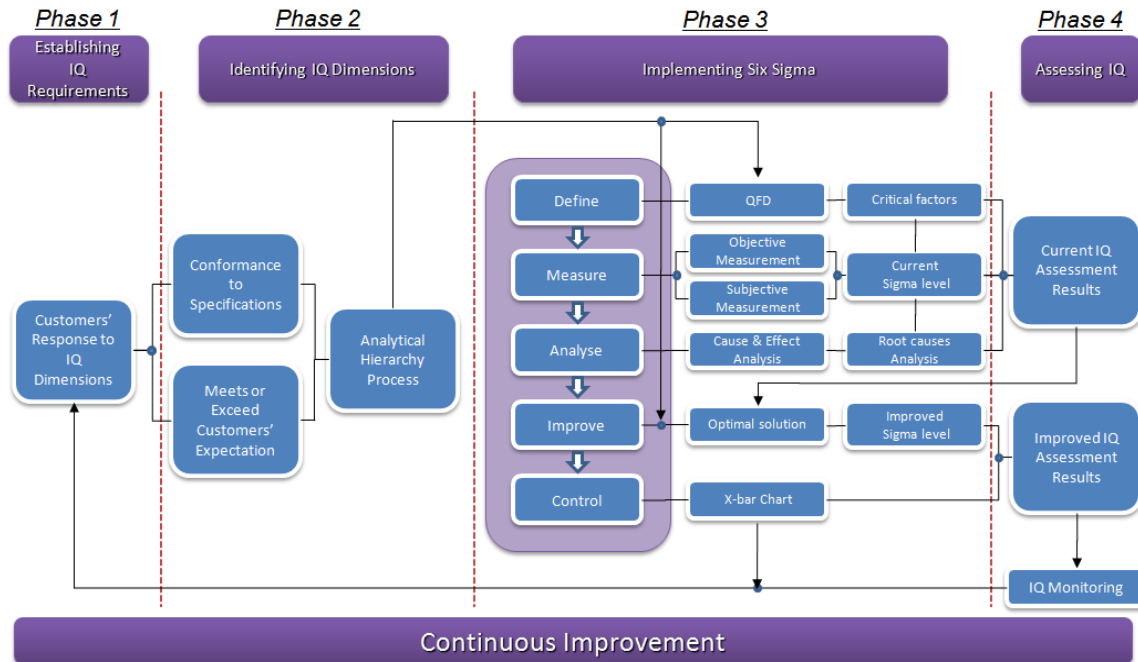 Phase 1
Phase 2
Phase 3
Phase 4
Establishing
IQ
Requirements
Identifying IQ Dimensions
Implementing Six Sigma
Assessing IQ
Define
QFD
Critical factors
Objective
Measurement
Measure
Subjective
Measurement
Current
Sigma level
Current IQ
Assessment
Results
Conformance
to
Specifications
Customers’
Response to
IQ
Dimensions
Analytical
Hierarchy
Process
Analyse
Cause & Effect
Analysis
Root causes
Analysis
Meets or
Exceed
Customers’
Expectation
Improve
Optimal solution
Improved
Sigma level
Improved IQ
Assessment
Results
Control
X-bar Chart
IQ Monitoring
Continuous Improvement